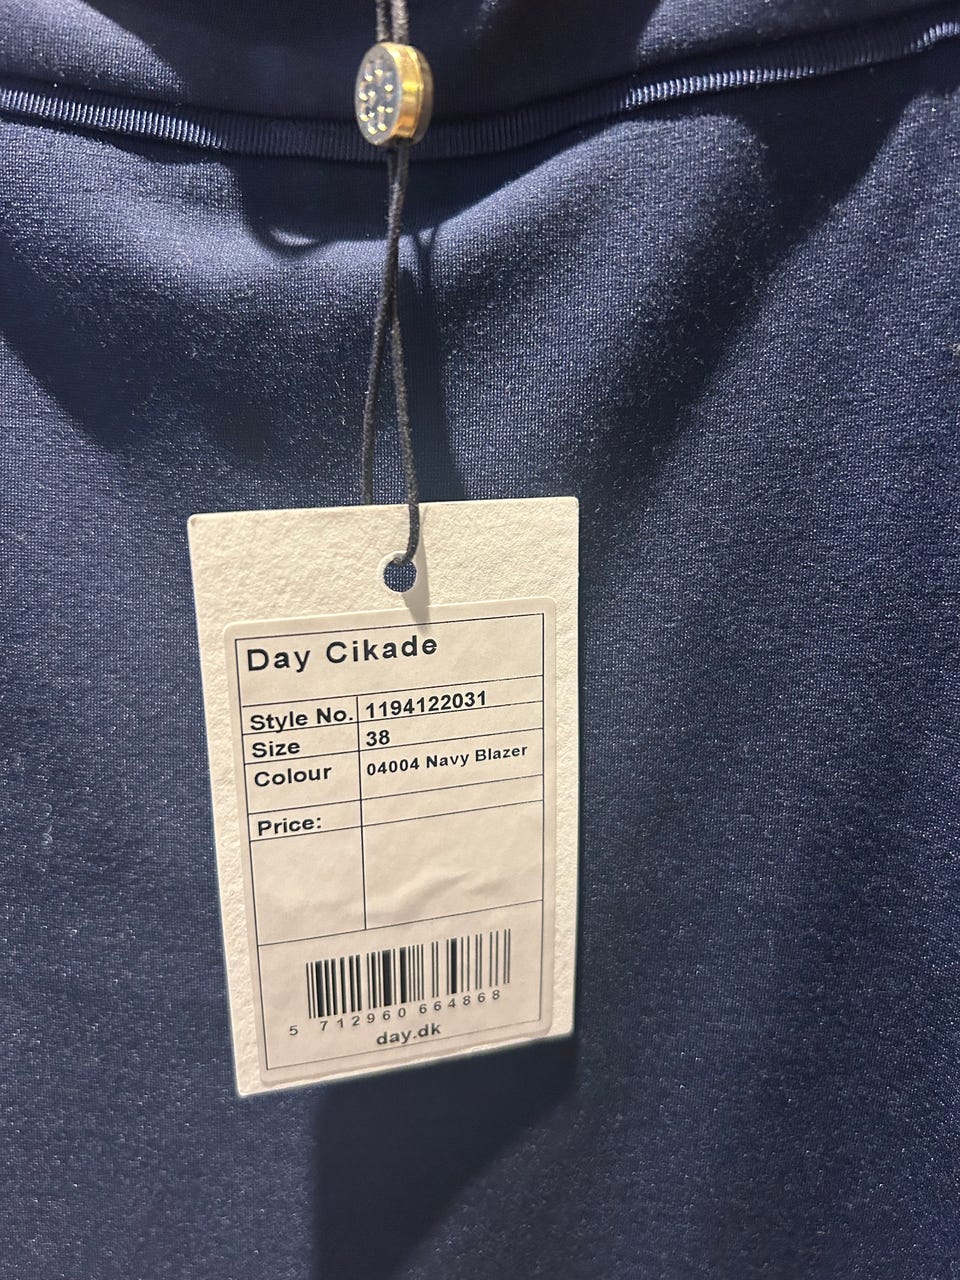 Day Cikade
Style No. 1194122031
Size 38
Colour 04004 Navy Blazer
Price:
5 712960 664868
day.dk